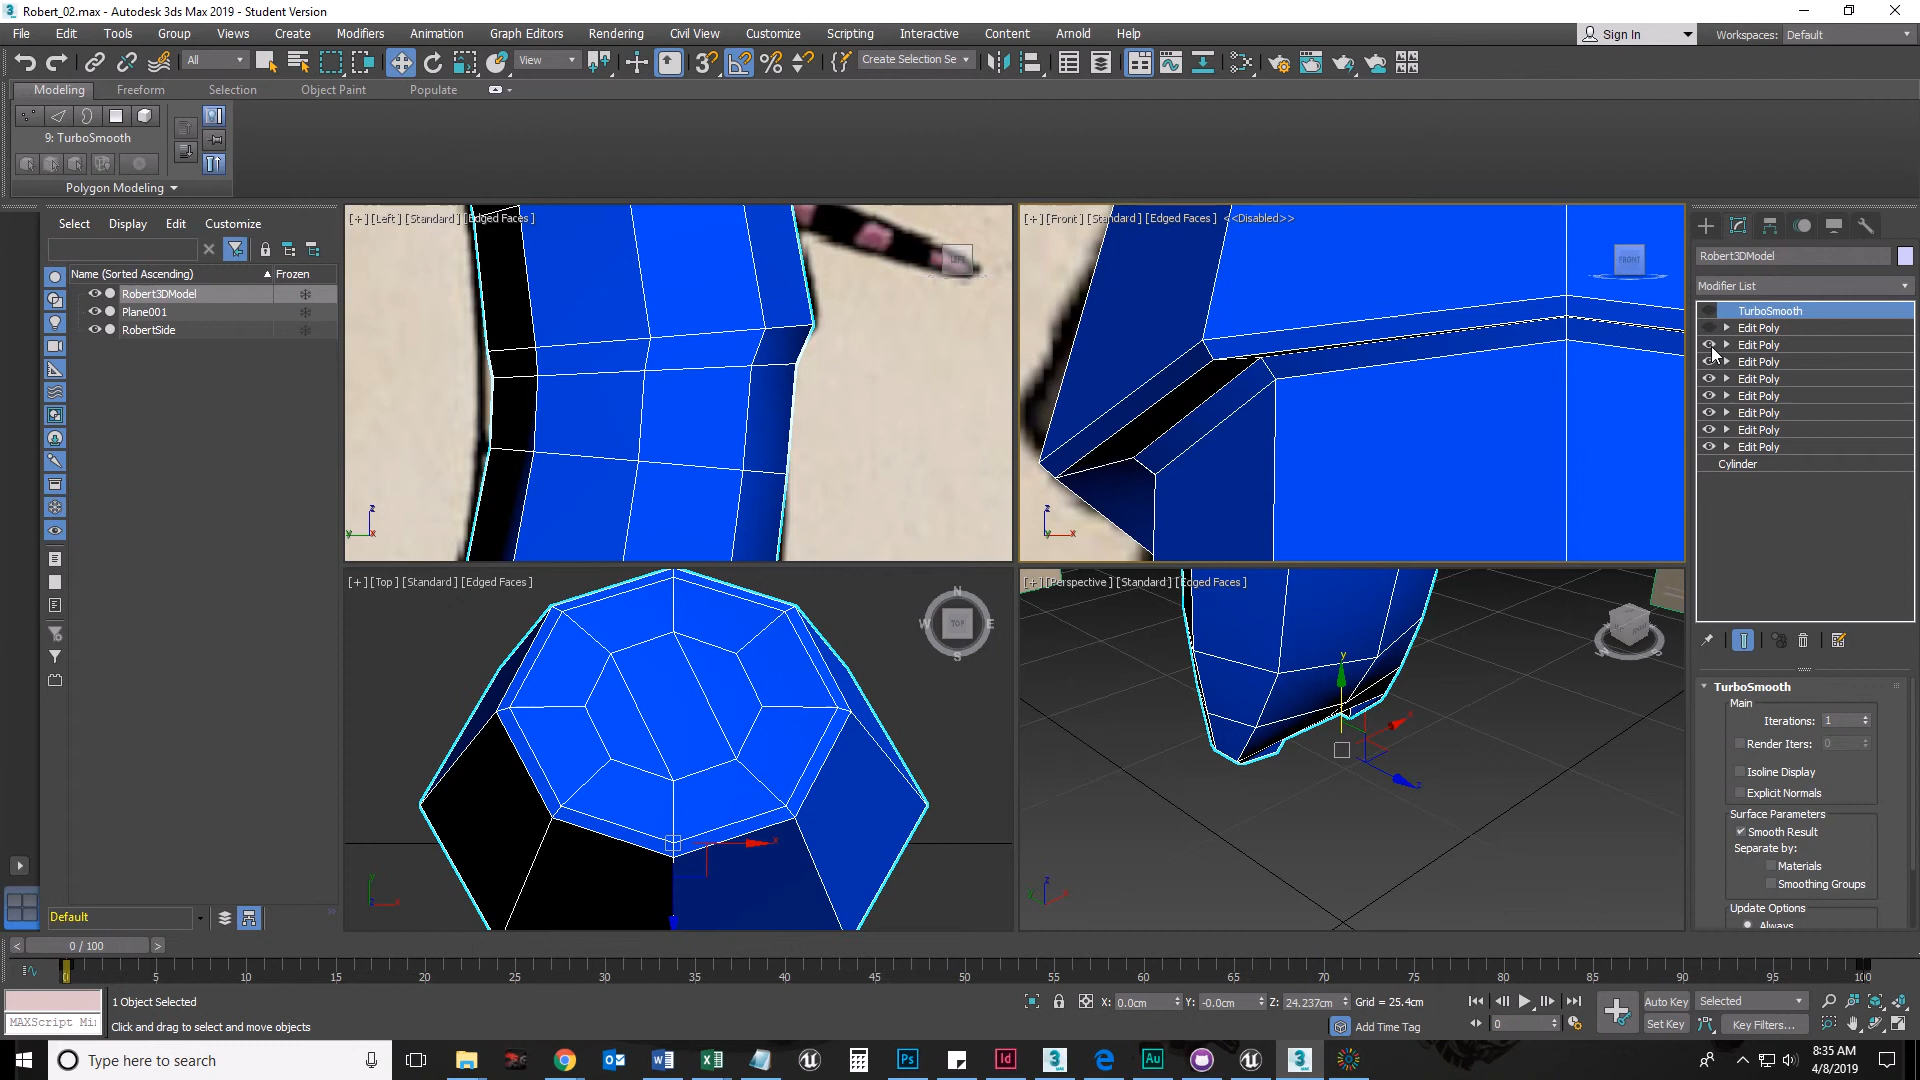 Robert_02.max - Autodesk 3ds Max 2019 - Student Version
File Edit Tools Group Views Create Modifiers Animation Graph Editors Rendering Civil View Customize Scripting Interactive Content Arnold Help
Sign In Workspaces: Default
All View Create Selection Se
Modeling Freeform Selection Object Paint Populate
9: TurboSmooth
Polygon Modeling
Select Display Edit Customize
Name (Sorted Ascending) Frozen
Robert3DModel
Plane001
RobertSide
Default
[+] [Left] [Standard] [Edged Faces]
LEFT
[+] [Front] [Standard] [Edged Faces] <<Disabled>>
FRONT
[+] [Top] [Standard] [Edged Faces]
N
W TOP E
S
[+] [Perspective] [Standard] [Edged Faces]
Robert3DModel
Modifier List
TurboSmooth
Edit Poly
Edit Poly
Edit Poly
Edit Poly
Edit Poly
Edit Poly
Edit Poly
Edit Poly
Cylinder
TurboSmooth
Main
Iterations: 1
Render Iters: 0
Isoline Display
Explicit Normals
Surface Parameters
Smooth Result
Separate by:
Materials
Smoothing Groups
Update Options
Always
0 / 100
0 5 10 15 20 25 30 35 40 45 50 55 60 65 70 75 80 85 90 95 100
1 Object Selected
X: 0.0cm Y: -0.0cm Z: 24.237cm Grid = 25.4cm
Auto Key Selected
MAXScript Mi
Click and drag to select and move objects
Add Time Tag
0
Set Key Key Filters...
Type here to search
8:35 AM
4/8/2019